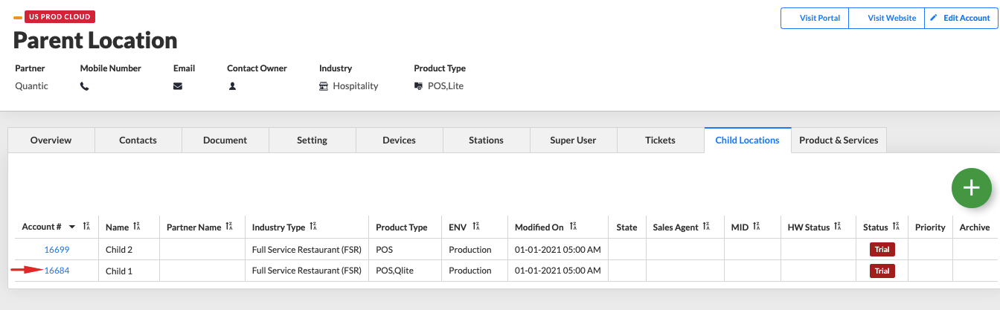 US PROD CLOUD
Visit Portal Visit Website Edit Account
Parent Location
Partner Mobile Number Email Contact Owner Industry Product Type
Quantic Hospitality POS,Lite
Overview Contacts Document Setting Devices Stations Super User Tickets Child Locations Product & Services
Account # Name Partner Name Industry Type Product Type ENV Modified On State Sales Agent MID HW Status Status Priority Archive
16699 Child 2 Full Service Restaurant (FSR) POS Production 01-01-2021 05:00 AM Trial
16684 Child 1 Full Service Restaurant (FSR) POS,Qlite Production 01-01-2021 05:00 AM Trial